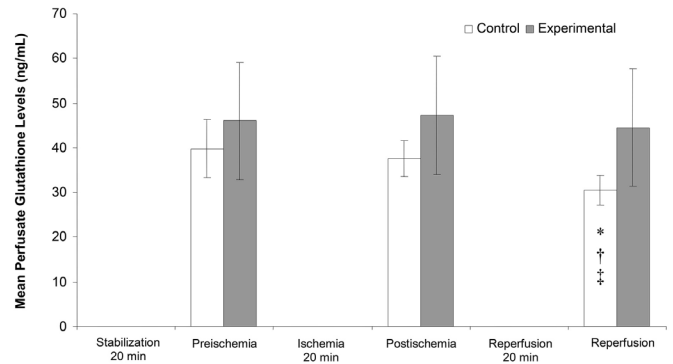 Mean Perfusate Glutathione Levels (ng/mL)
70
60
50
40
30
20
10
0
Control
Experimental
*
†
‡
Stabilization
20 min
Preischemia
Ischemia
20 min
Postischemia
Reperfusion
20 min
Reperfusion